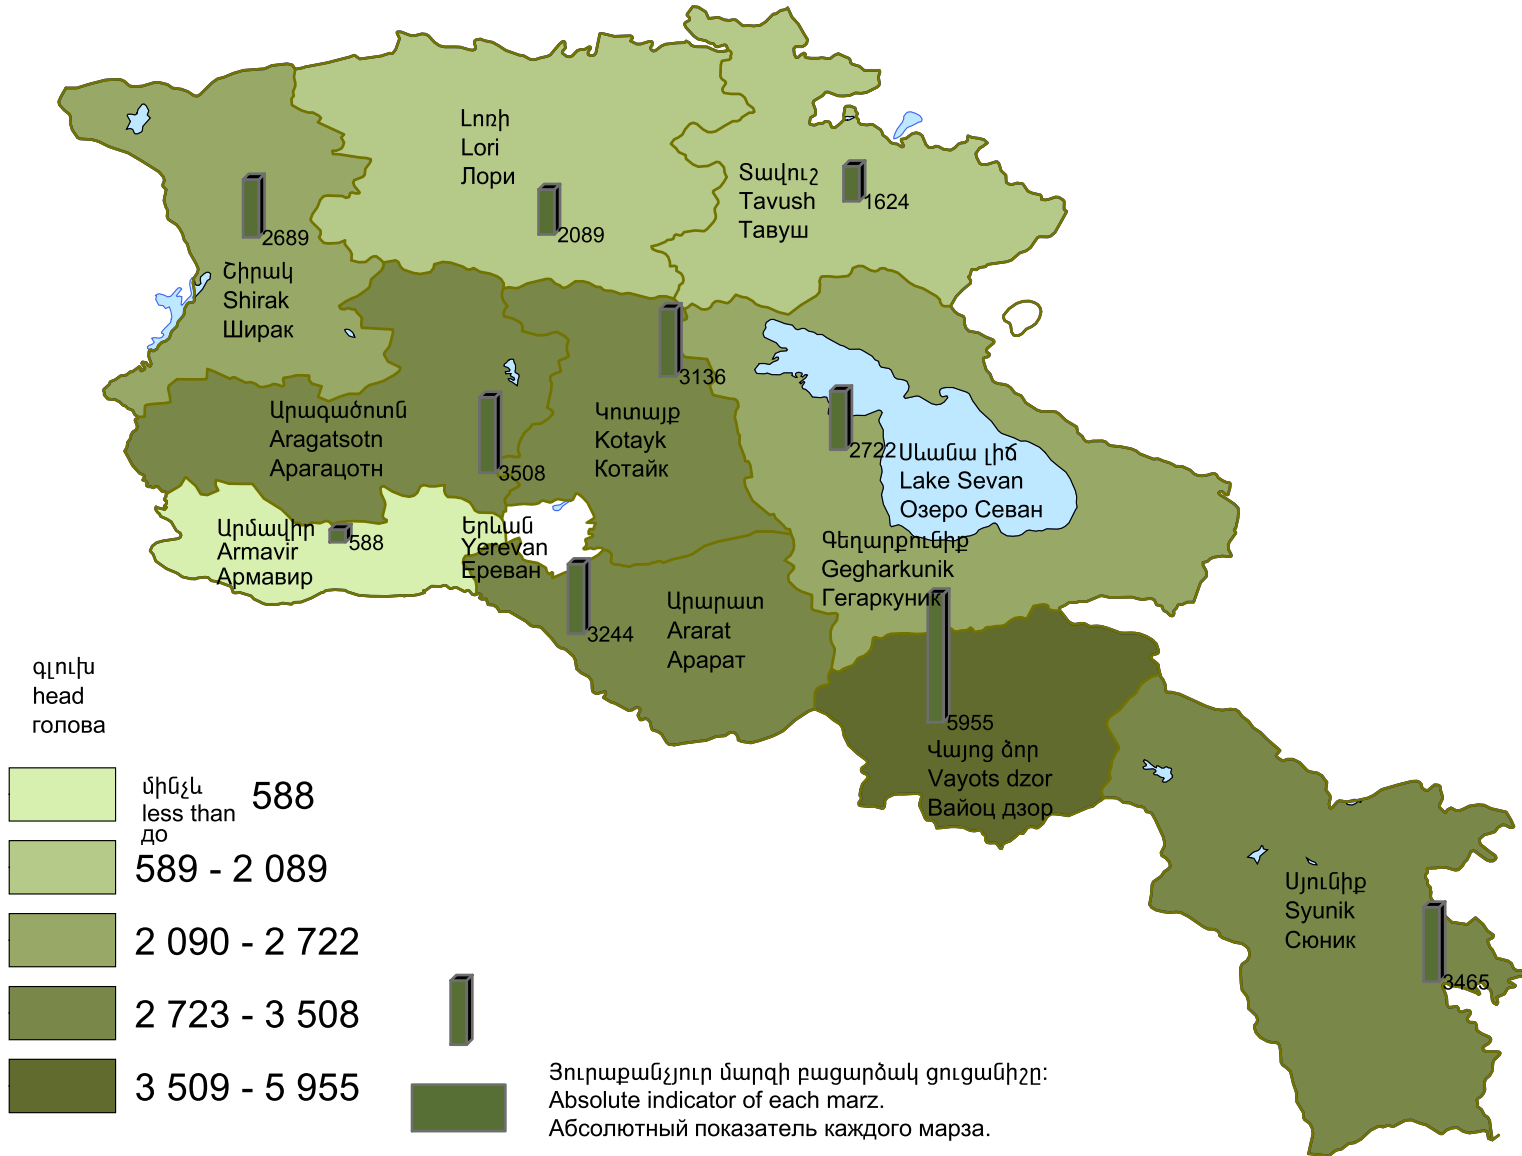 Լոռի
Lori
Лори
2089
Տավուշ
Tavush
Тавуш
1624
2689
Շիրակ
Shirak
Ширак
3136
Արագածոտն
Aragatsotn
Арагацотн
3508
Կոտայք
Kotayk
Котайк
2722
Սևանա լիճ
Lake Sevan
Озеро Севан
Արմավիր
Armavir
Армавир
588
Երևան
Yerevan
Ереван
Գեղարքունիք
Gegharkunik
Гегаркуник
3244
Արարատ
Ararat
Арарат
5955
Վայոց ձոր
Vayots dzor
Вайоц дзор
Սյունիք
Syunik
Сюник
3465
գլուխ
head
голова
մինչև
less than 588
до
589 - 2 089
2 090 - 2 722
2 723 - 3 508
3 509 - 5 955
Յուրաքանչյուր մարզի բացարձակ ցուցանիշը:
Absolute indicator of each marz.
Абсолютный показатель каждого марза.